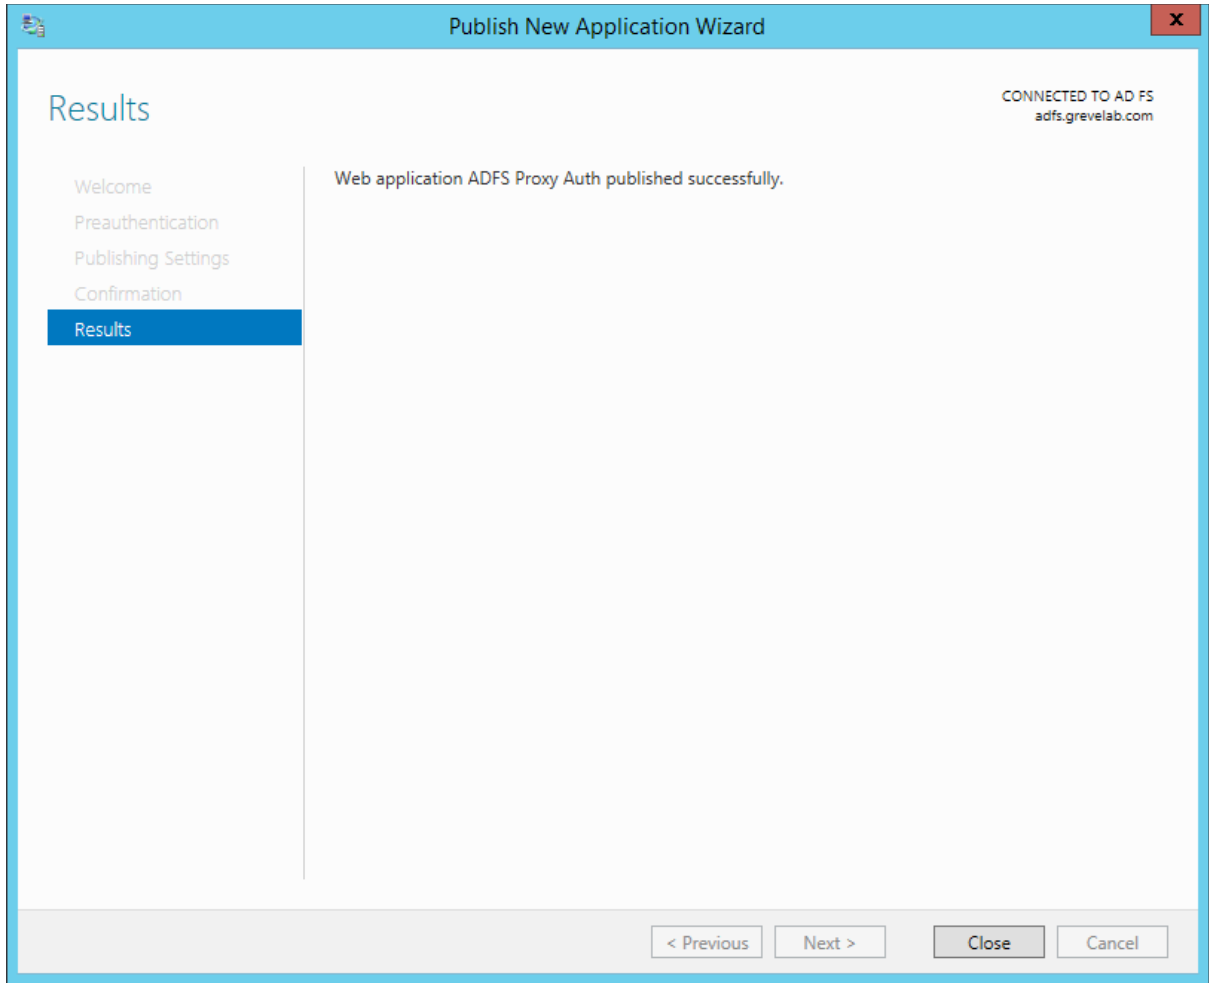 Publish New Application Wizard
x
Results
CONNECTED TO AD FS
adfs.grevelab.com
Welcome
Preauthentication
Publishing Settings
Confirmation
Results
Web application ADFS Proxy Auth published successfully.
< Previous
Next >
Close
Cancel